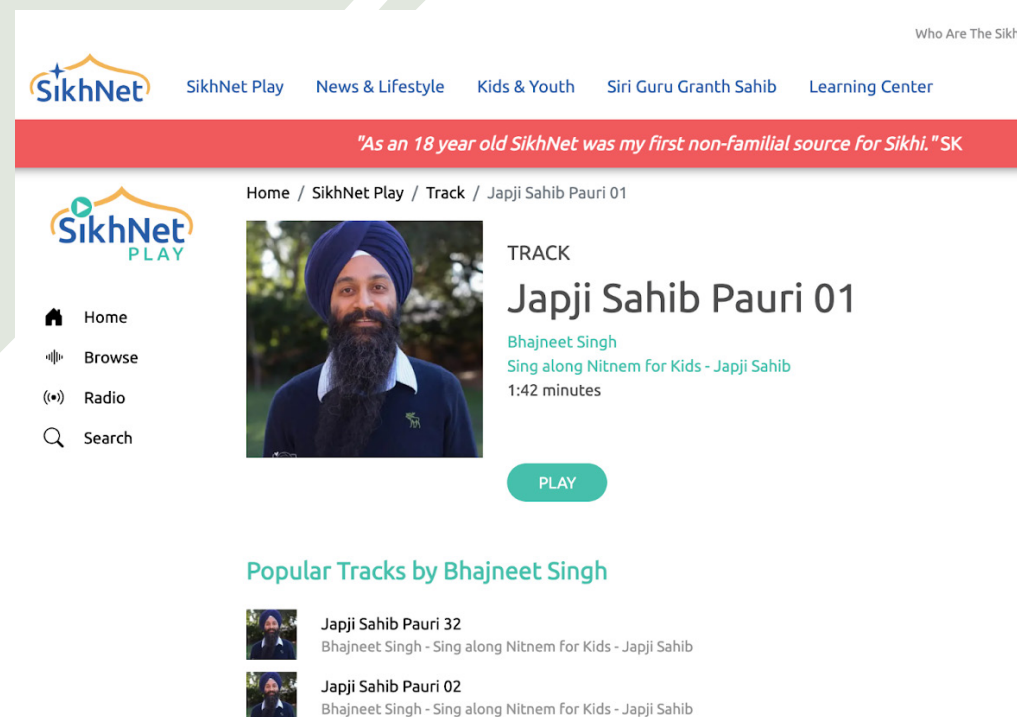 Who Are The Sikh
SikhNet
SikhNet Play
News & Lifestyle
Kids & Youth
Siri Guru Granth Sahib
Learning Center
"As an 18 year old SikhNet was my first non-familial source for Sikhi." SK
SikhNet
PLAY
Home
Browse
Radio
Search
Home / SikhNet Play / Track / Japji Sahib Pauri 01
TRACK
Japji Sahib Pauri 01
Bhajneet Singh
Sing along Nitnem for Kids - Japji Sahib
1:42 minutes
PLAY
Popular Tracks by Bhajneet Singh
Japji Sahib Pauri 32
Bhajneet Singh - Sing along Nitnem for Kids - Japji Sahib
Japji Sahib Pauri 02
Bhajneet Singh - Sing along Nitnem for Kids - Japji Sahib